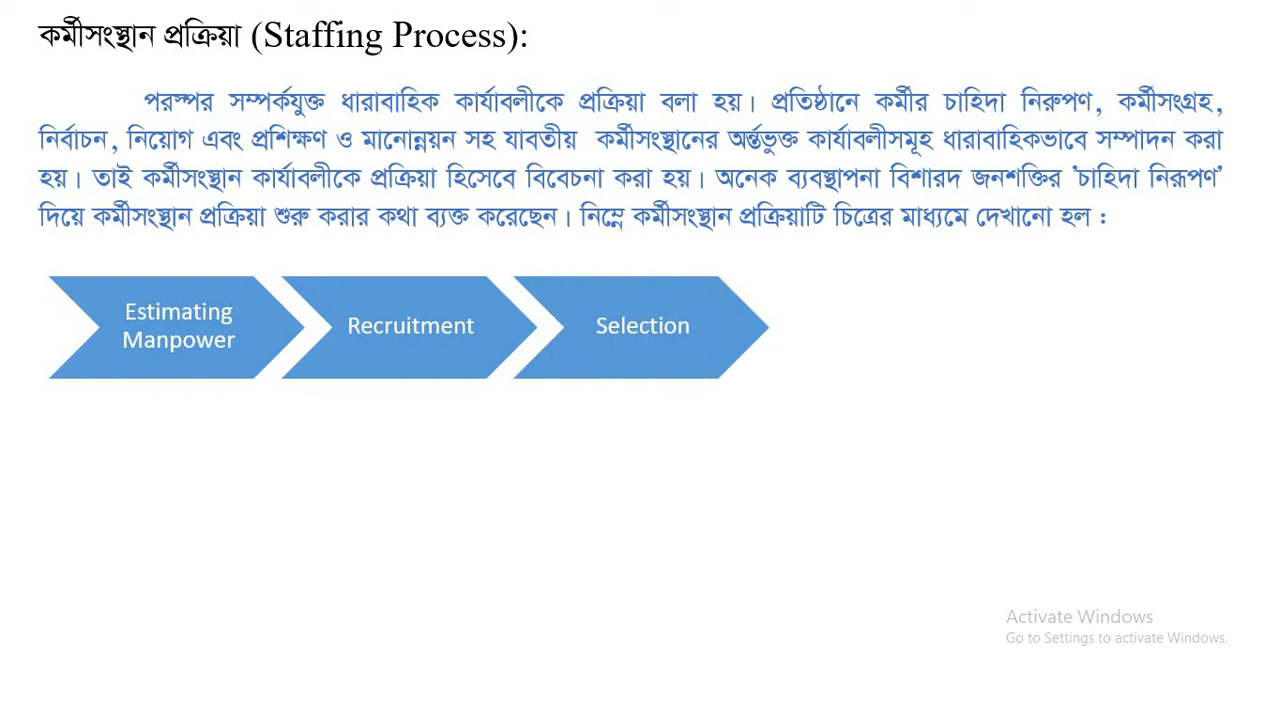 কর্মীসংস্থান প্রক্রিয়া (Staffing Process):
পরস্পর সম্পর্কযুক্ত ধারাবাহিক কার্যাবলীকে প্রক্রিয়া বলা হয়। প্রতিষ্ঠানে কর্মীর চাহিদা নিরুপণ, কর্মীসংগ্রহ,
নির্বাচন, নিয়োগ এবং প্রশিক্ষণ ও মানোন্নয়ন সহ যাবতীয় কর্মীসংস্থানের অর্ন্তভুক্ত কার্যাবলীসমূহ ধারাবাহিকভাবে সম্পাদন করা
হয়। তাই কর্মীসংস্থান কার্যাবলীকে প্রক্রিয়া হিসেবে বিবেচনা করা হয়। অনেক ব্যবস্থাপনা বিশারদ জনশক্তির 'চাহিদা নিরূপণ'
দিয়ে কর্মীসংস্থান প্রক্রিয়া শুরু করার কথা ব্যক্ত করেছেন। নিম্নে কর্মীসংস্থান প্রক্রিয়াটি চিত্রের মাধ্যমে দেখানো হল :
Estimating
Manpower
Recruitment
Selection
Activate Windows
Go to Settings to activate Windows.